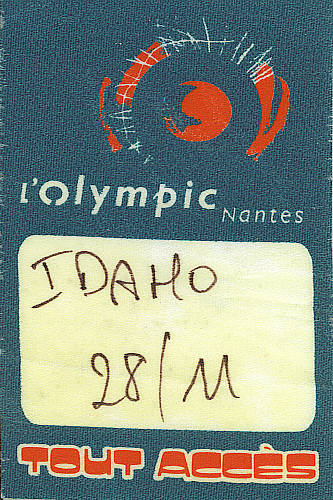 L'Olympic
Nantes
IDAHO
28/11
TOUT ACCÈS